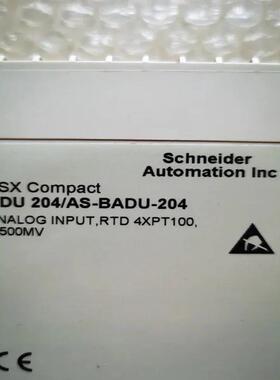 Schneider
Automation Inc
SX Compact
DU 204/AS-BADU-204
NALOG INPUT,RTD 4XPT100,
500MV
CE